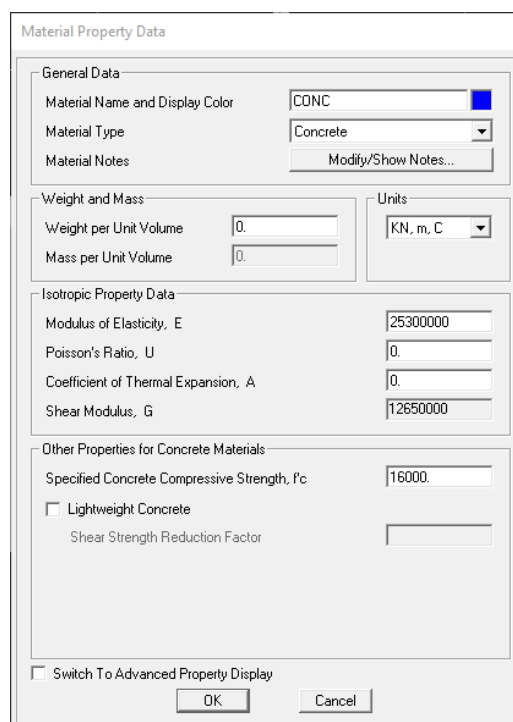 Material Property Data
General Data
Material Name and Display Color CONC
Material Type Concrete
Material Notes Modify/Show Notes...
Weight and Mass Units
Weight per Unit Volume 0. KN, m, C
Mass per Unit Volume 0.
Isotropic Property Data
Modulus of Elasticity, E 25300000
Poisson's Ratio, U 0.
Coefficient of Thermal Expansion, A 0.
Shear Modulus, G 12650000
Other Properties for Concrete Materials
Specified Concrete Compressive Strength, f'c 16000.
Lightweight Concrete
Shear Strength Reduction Factor
Switch To Advanced Property Display
OK Cancel